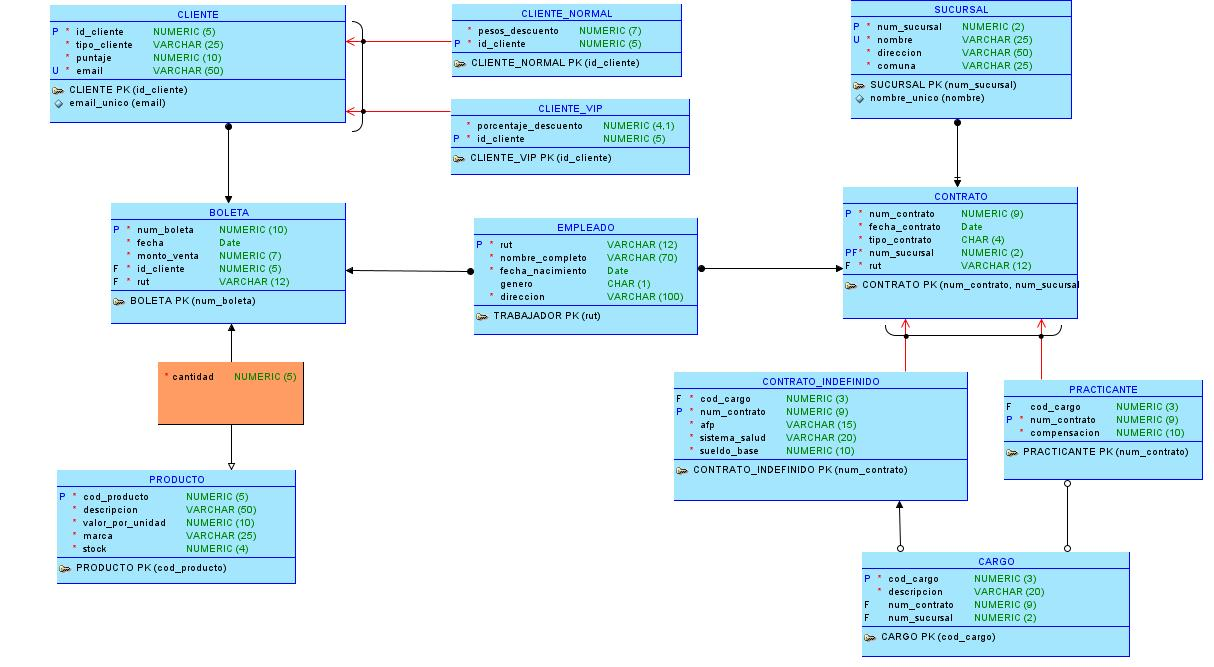 CLIENTE
P * id_cliente NUMERIC (5)
* tipo_cliente VARCHAR (25)
* puntaje NUMERIC (10)
U * email VARCHAR (50)
CLIENTE PK (id_cliente)
email_unico (email)
CLIENTE_NORMAL
* pesos_descuento NUMERIC (7)
P * id_cliente NUMERIC (5)
CLIENTE_NORMAL PK (id_cliente)
CLIENTE_VIP
* porcentaje_descuento NUMERIC (4,1)
P * id_cliente NUMERIC (5)
CLIENTE_VIP PK (id_cliente)
SUCURSAL
P * num_sucursal NUMERIC (2)
U * nombre VARCHAR (25)
* direccion VARCHAR (50)
* comuna VARCHAR (25)
SUCURSAL PK (num_sucursal)
nombre_unico (nombre)
BOLETA
P * num_boleta NUMERIC (10)
* fecha Date
* monto_venta NUMERIC (7)
F * id_cliente NUMERIC (5)
F * rut VARCHAR (12)
BOLETA PK (num_boleta)
EMPLEADO
P * rut VARCHAR (12)
* nombre_completo VARCHAR (70)
* fecha_nacimiento Date
genero CHAR (1)
* direccion VARCHAR (100)
TRABAJADOR PK (rut)
CONTRATO
P * num_contrato NUMERIC (9)
* fecha_contrato Date
* tipo_contrato CHAR (4)
PF* num_sucursal NUMERIC (2)
F * rut VARCHAR (12)
CONTRATO PK (num_contrato, num_sucursal
* cantidad NUMERIC (5)
PRODUCTO
P * cod_producto NUMERIC (5)
* descripcion VARCHAR (50)
* valor_por_unidad NUMERIC (10)
* marca VARCHAR (25)
* stock NUMERIC (4)
PRODUCTO PK (cod_producto)
CONTRATO_INDEFINIDO
F * cod_cargo NUMERIC (3)
P * num_contrato NUMERIC (9)
* afp VARCHAR (15)
* sistema_salud VARCHAR (20)
* sueldo_base NUMERIC (10)
CONTRATO_INDEFINIDO PK (num_contrato)
PRACTICANTE
F cod_cargo NUMERIC (3)
P * num_contrato NUMERIC (9)
* compensacion NUMERIC (10)
PRACTICANTE PK (num_contrato)
CARGO
P * cod_cargo NUMERIC (3)
* descripcion VARCHAR (20)
F num_contrato NUMERIC (9)
F num_sucursal NUMERIC (2)
CARGO PK (cod_cargo)